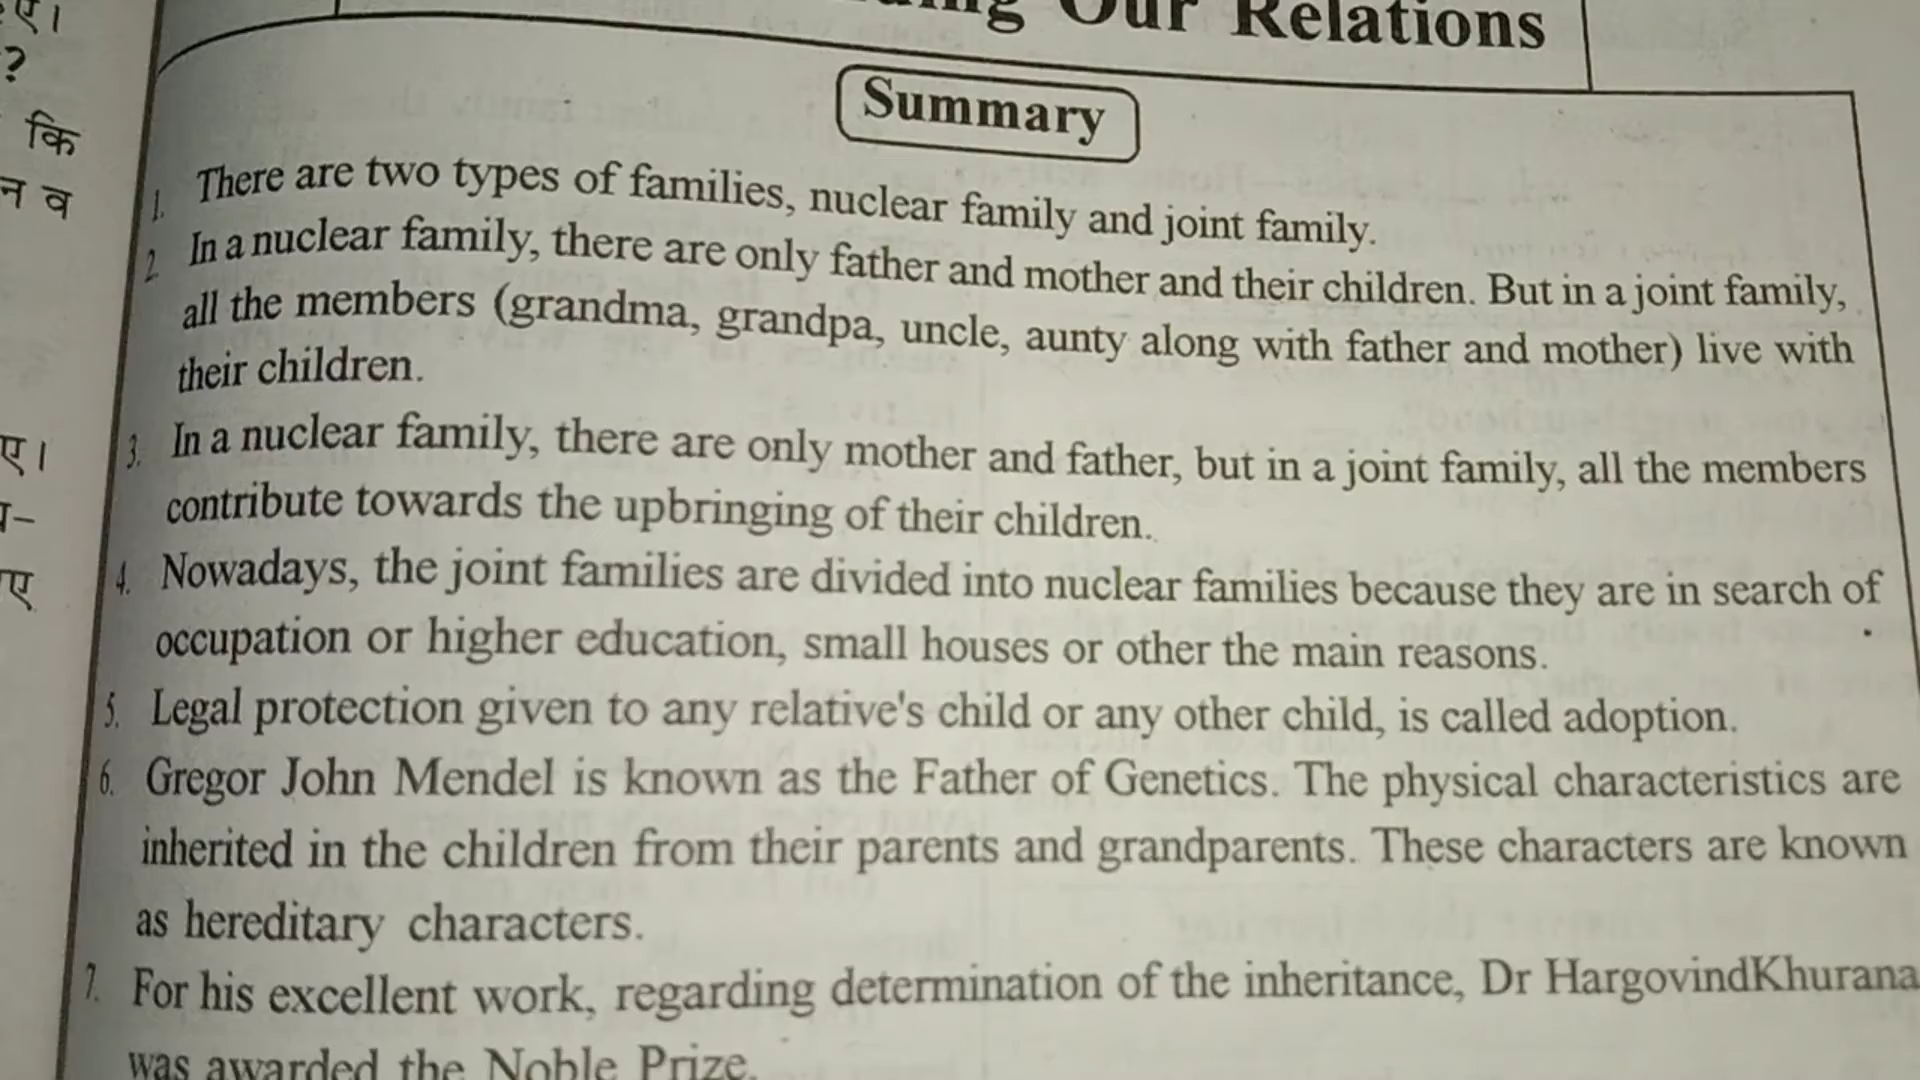 Our Relations
Summary
1. There are two types of families, nuclear family and joint family.
2. In a nuclear family, there are only father and mother and their children. But in a joint family,
all the members (grandma, grandpa, uncle, aunty along with father and mother) live with
their children.
3. In a nuclear family, there are only mother and father, but in a joint family, all the members
contribute towards the upbringing of their children.
4. Nowadays, the joint families are divided into nuclear families because they are in search of
occupation or higher education, small houses or other the main reasons.
5. Legal protection given to any relative's child or any other child, is called adoption.
6. Gregor John Mendel is known as the Father of Genetics. The physical characteristics are
inherited in the children from their parents and grandparents. These characters are known
as hereditary characters.
7. For his excellent work, regarding determination of the inheritance, Dr HargovindKhurana
was awarded the Noble Prize.
?
कि
व